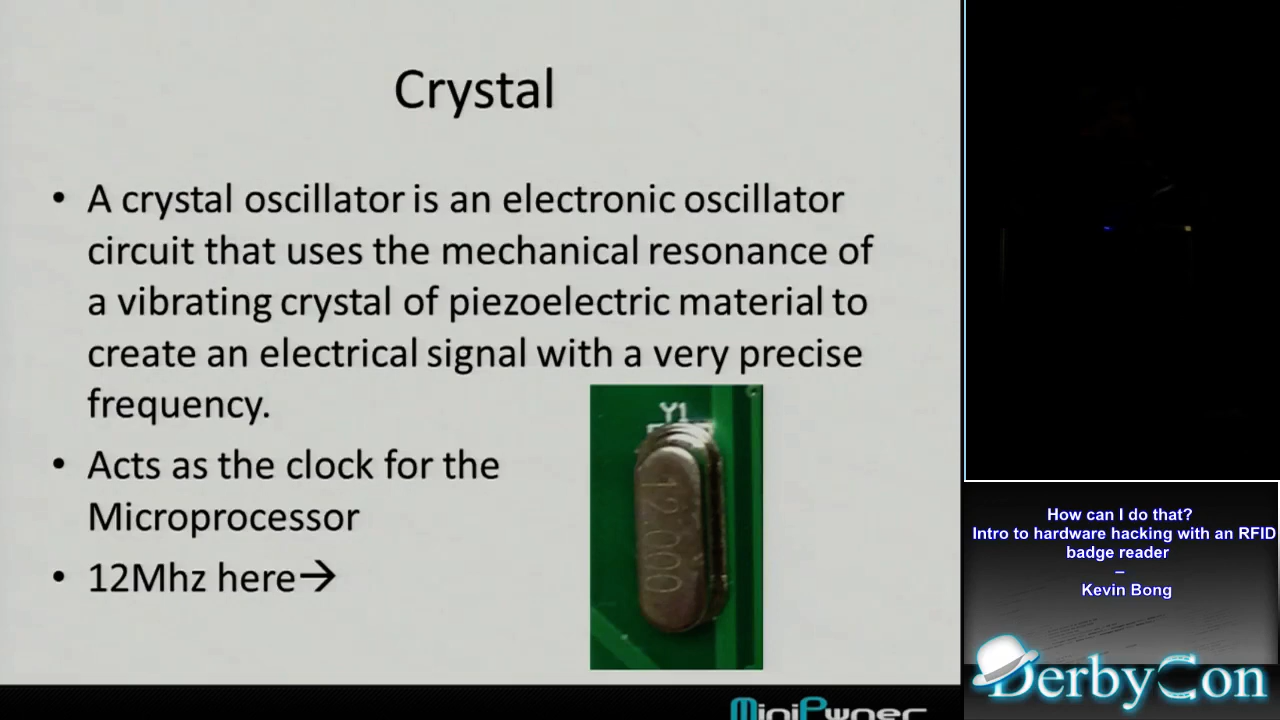 Crystal
• A crystal oscillator is an electronic oscillator
circuit that uses the mechanical resonance of
a vibrating crystal of piezoelectric material to
create an electrical signal with a very precise
frequency.
• Acts as the clock for the
Microprocessor
• 12Mhz here→
Y1
12.000
MiniPwner
How can I do that?
Intro to hardware hacking with an RFID
badge reader
–
Kevin Bong
DerbyCon